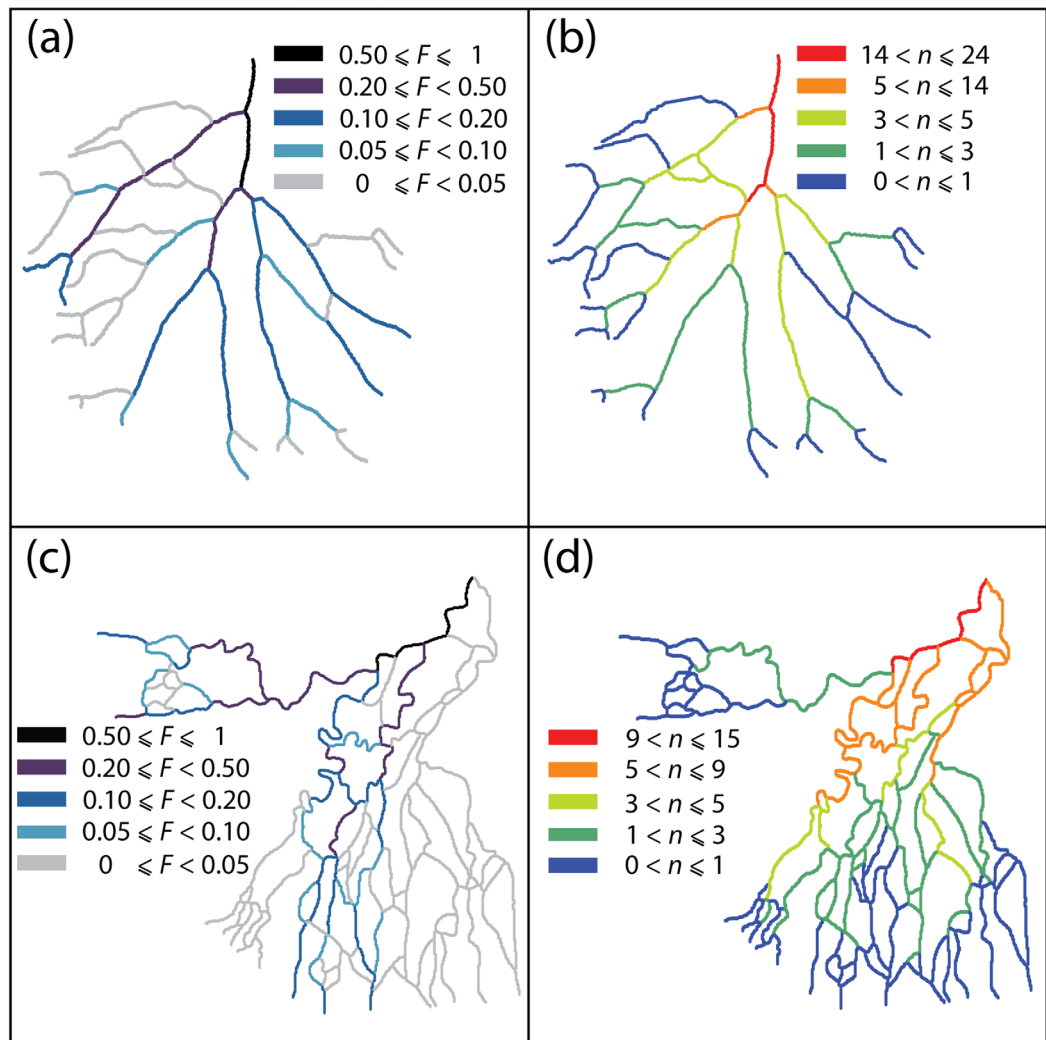 (a)
0.50 ⩽ F ⩽ 1
0.20 ⩽ F < 0.50
0.10 ⩽ F < 0.20
0.05 ⩽ F < 0.10
0 ⩽ F < 0.05
(b)
14 < n ⩽ 24
5 < n ⩽ 14
3 < n ⩽ 5
1 < n ⩽ 3
0 < n ⩽ 1
(c)
0.50 ⩽ F ⩽ 1
0.20 ⩽ F < 0.50
0.10 ⩽ F < 0.20
0.05 ⩽ F < 0.10
0 ⩽ F < 0.05
(d)
9 < n ⩽ 15
5 < n ⩽ 9
3 < n ⩽ 5
1 < n ⩽ 3
0 < n ⩽ 1